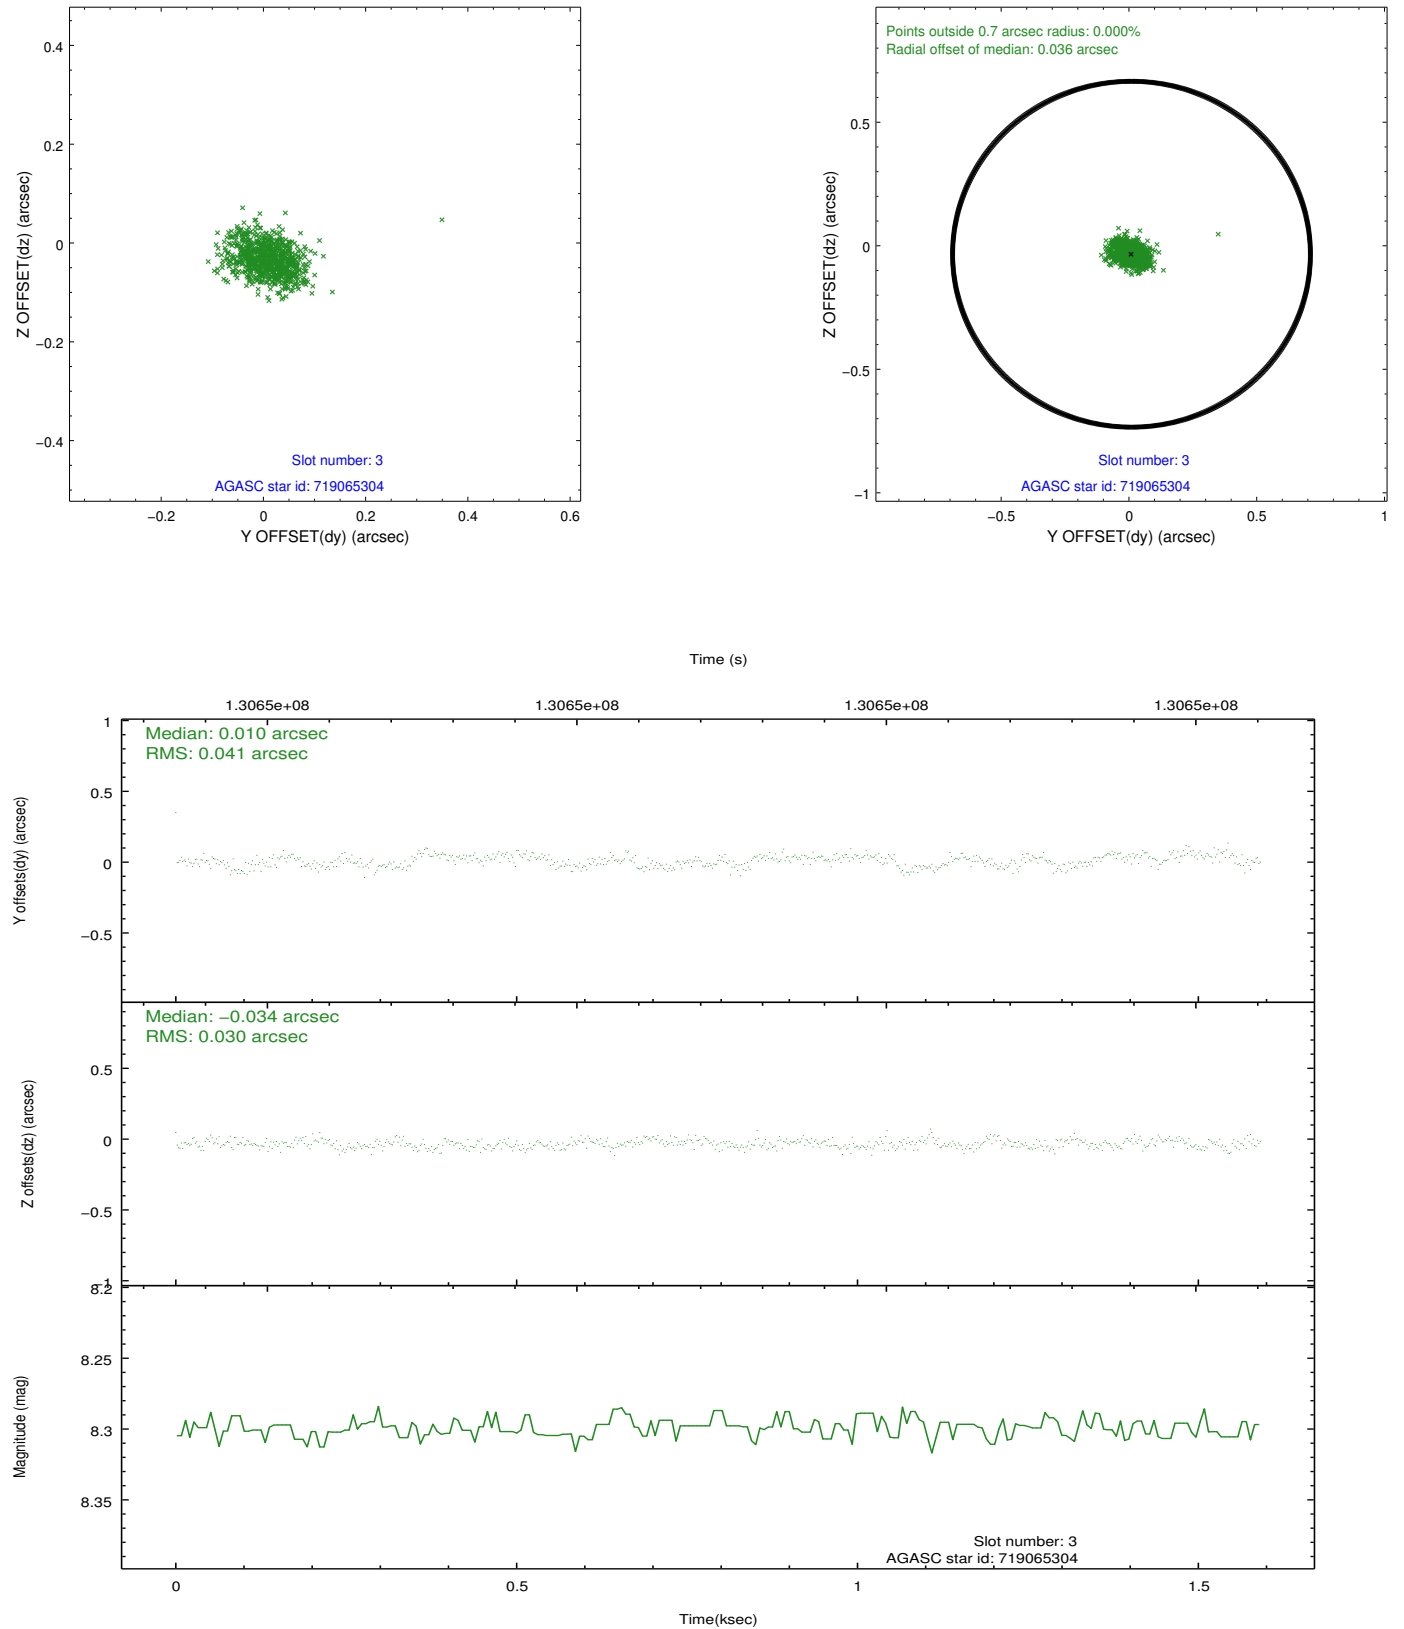 0.4
0.2
0
−0.2
−0.4
Z OFFSET(dz) (arcsec)
Slot number: 3
AGASC star id: 719065304
−0.2 0 0.2 0.4 0.6
Y OFFSET(dy) (arcsec)
Points outside 0.7 arcsec radius: 0.000%
Radial offset of median: 0.036 arcsec
0.5
0
−0.5
−1
Z OFFSET(dz) (arcsec)
Slot number: 3
AGASC star id: 719065304
−0.5 0 0.5 1
Y OFFSET(dy) (arcsec)
Time (s)
1.3065e+08 1.3065e+08 1.3065e+08 1.3065e+08
Median: 0.010 arcsec
RMS: 0.041 arcsec
1
0.5
0
−0.5
Y offsets(dy) (arcsec)
Median: −0.034 arcsec
RMS: 0.030 arcsec
0.5
0
−0.5
−1
Z offsets(dz) (arcsec)
8.2
8.25
8.3
8.35
Magnitude (mag)
Slot number: 3
AGASC star id: 719065304
0 0.5 1 1.5
Time(ksec)